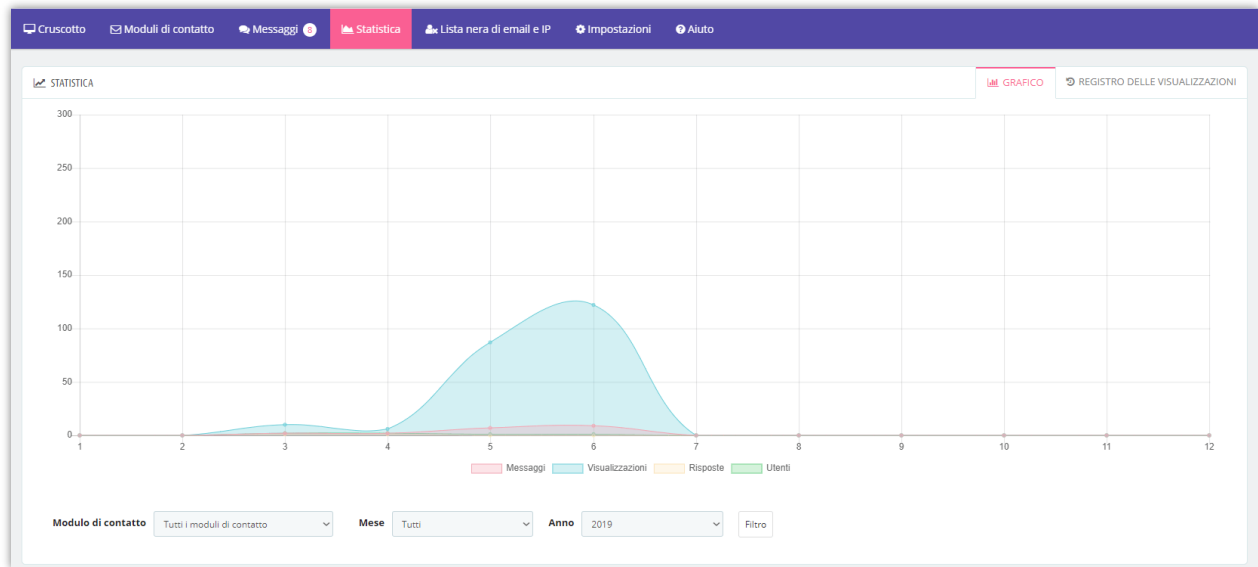 Cruscotto Moduli di contatto Messaggi 8 Statistica Lista nera di email e IP Impostazioni Aiuto
STATISTICA GRAFICO REGISTRO DELLE VISUALIZZAZIONI
300
250
200
150
100
50
0
1 2 3 4 5 6 7 8 9 10 11 12
Messaggi Visualizzazioni Risposte Utenti
Modulo di contatto Tutti i moduli di contatto Mese Tutti Anno 2019 Filtro